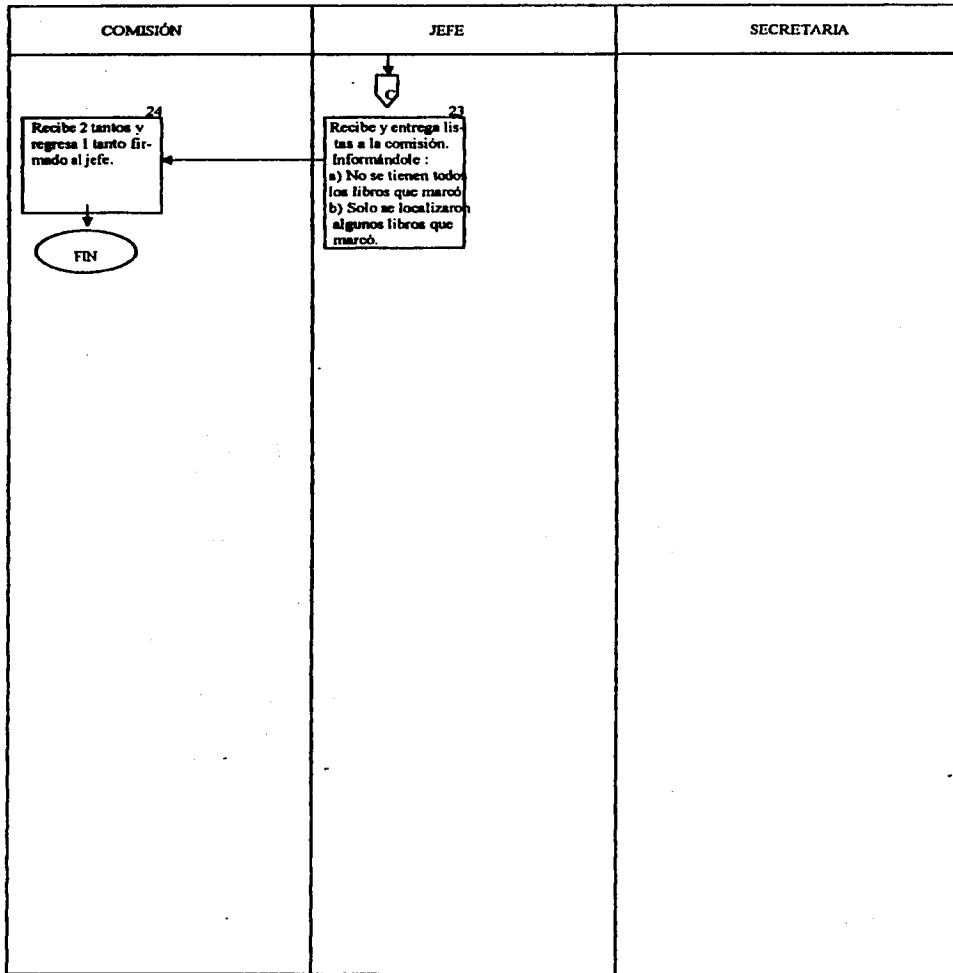 COMISIÓN
JEFE
SECRETARIA
C
24
Recibe 2 tantos y
regresa 1 tanto fir-
mado al jefe.
FIN
23
Recibe y entrega lis-
tas a la comisión.
Informándole :
a) No se tienen todos
los libros que marcó
b) Solo se localizaron
algunos libros que
marcó.